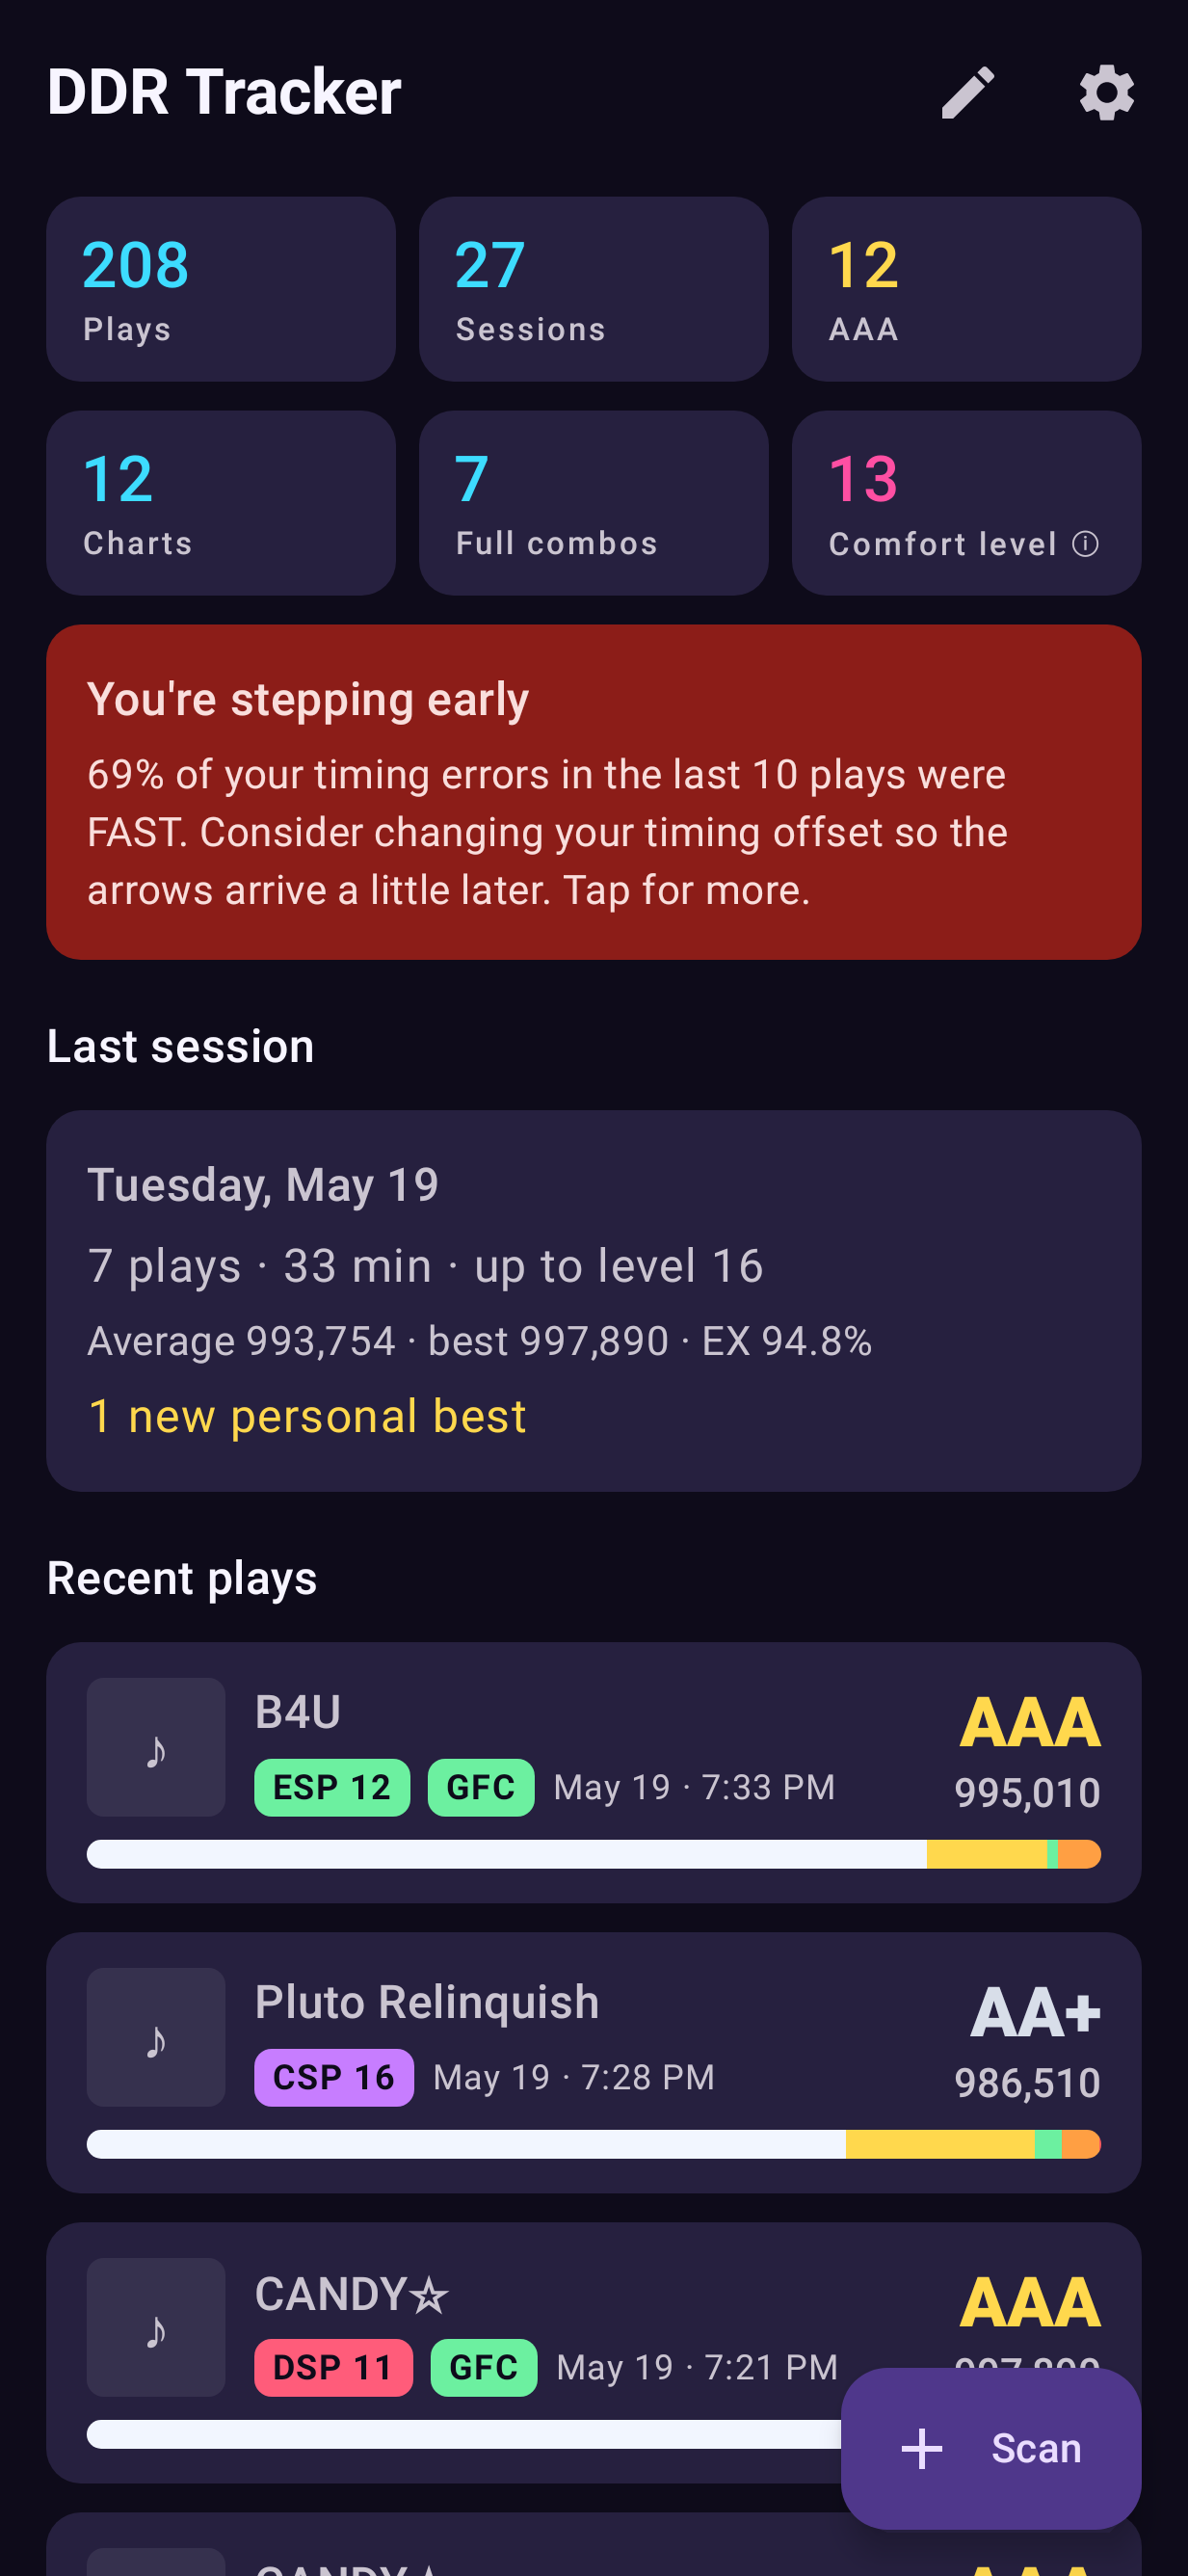 DDR Tracker
208
Plays
27
Sessions
12
AAA
12
Charts
7
Full combos
13
Comfort level ⓘ
You're stepping early
69% of your timing errors in the last 10 plays were
FAST. Consider changing your timing offset so the
arrows arrive a little later. Tap for more.
Last session
Tuesday, May 19
7 plays · 33 min · up to level 16
Average 993,754 · best 997,890 · EX 94.8%
1 new personal best
Recent plays
B4U
AAA
ESP 12 GFC May 19 · 7:33 PM
995,010
Pluto Relinquish
AA+
CSP 16 May 19 · 7:28 PM
986,510
CANDY☆
AAA
DSP 11 GFC May 19 · 7:21 PM
+ Scan